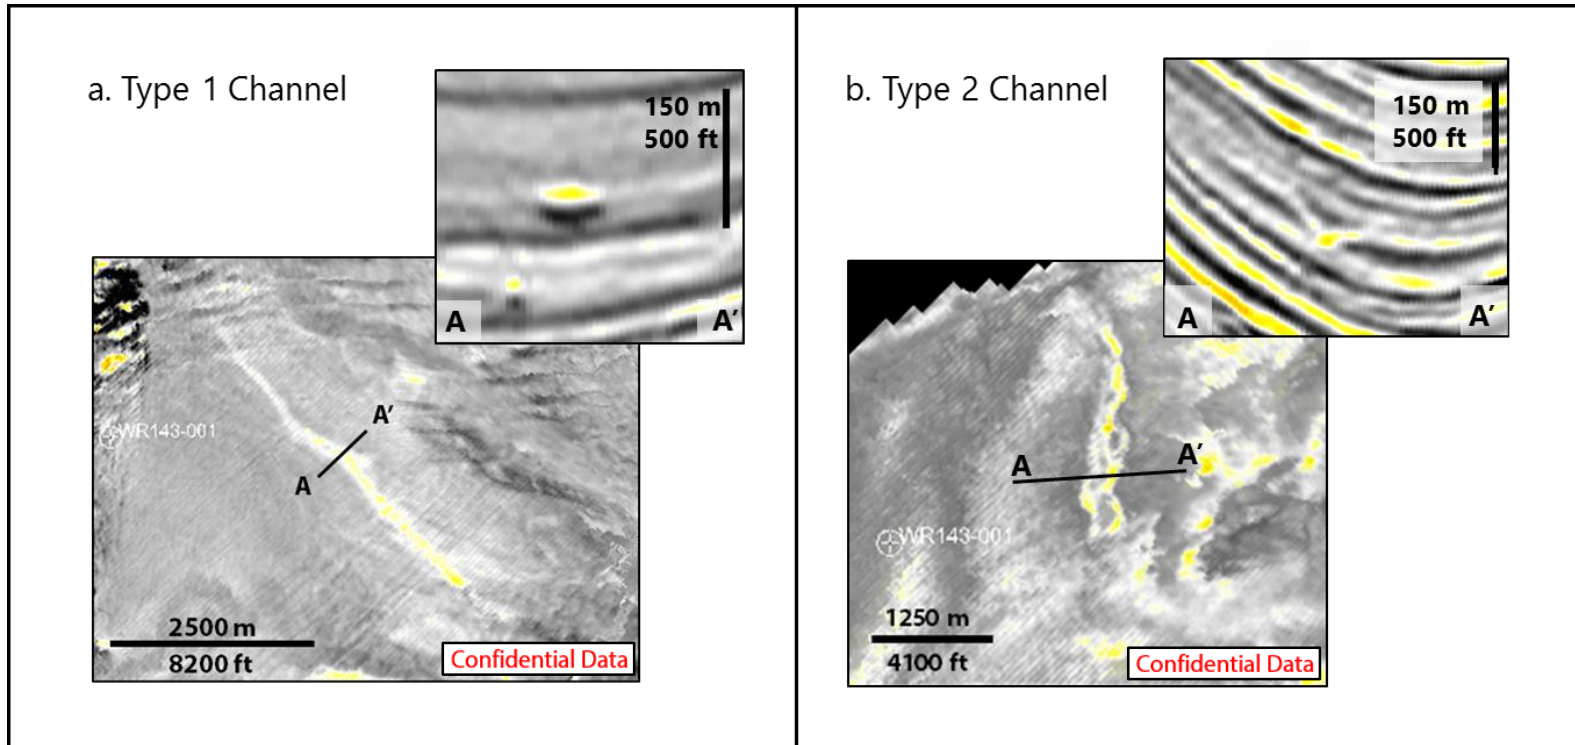 a. Type 1 Channel
150 m
500 ft
A
A'
A'
A
WR143-001
2500 m
8200 ft
Confidential Data
b. Type 2 Channel
150 m
500 ft
A
A'
A
A'
WR143-001
1250 m
4100 ft
Confidential Data